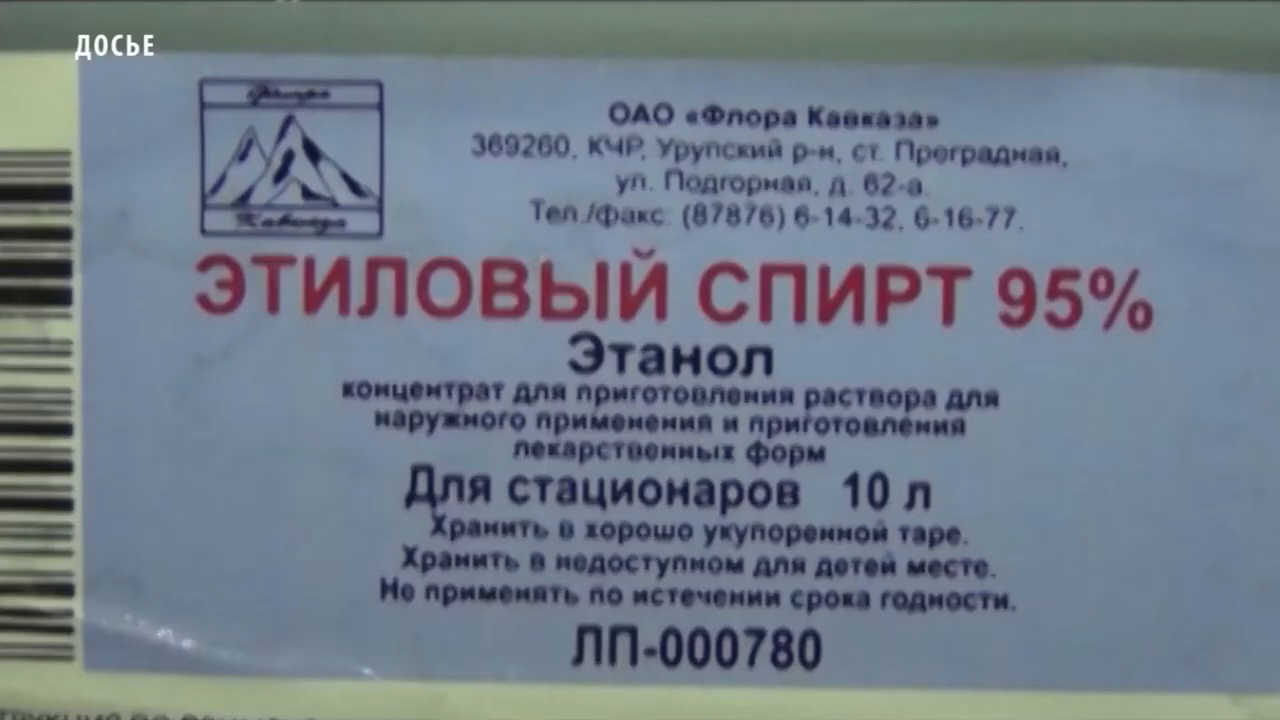 ДОСЬЕ
Флора
Кавказа
ОАО «Флора Кавказа»
369260, КЧР, Урупский р-н, ст. Преградная,
ул. Подгорная, д. 62-а.
Тел./факс: (87876) 6-14-32, 6-16-77.
ЭТИЛОВЫЙ СПИРТ 95%
Этанол
концентрат для приготовления раствора для
наружного применения и приготовления
лекарственных форм
Для стационаров 10 л
Хранить в хорошо укупоренной таре.
Хранить в недоступном для детей месте.
Не применять по истечении срока годности.
ЛП-000780